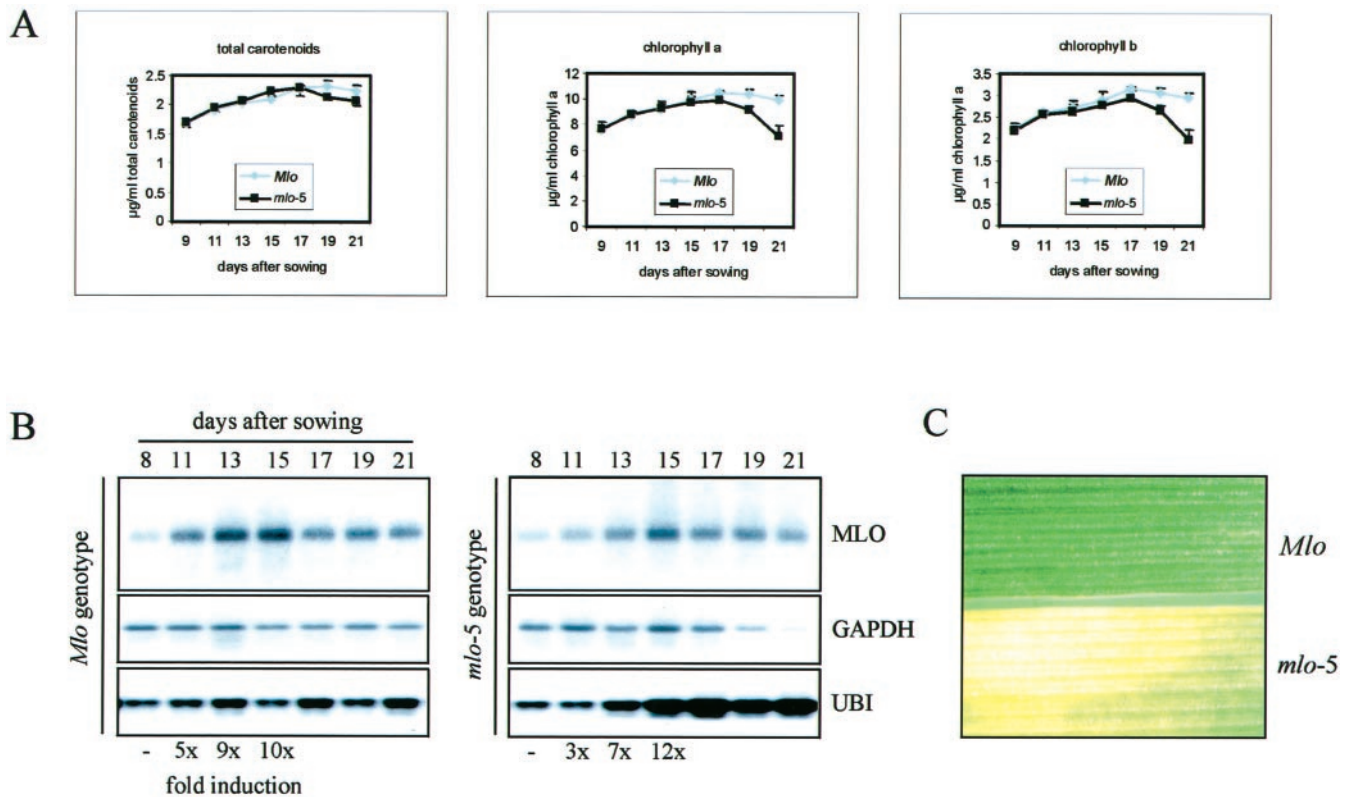 A
total carotenoids
µg/ml total carotenoids
2.5
2
1.5
1
0.5
0
Mlo
mlo-5
9 11 13 15 17 19 21
days after sowing
chlorophyll a
µg/ml chlorophyll a
12
10
8
6
4
2
0
Mlo
mlo-5
9 11 13 15 17 19 21
days after sowing
chlorophyll b
µg/ml chlorophyll a
3.5
3
2.5
2
1.5
1
0.5
0
Mlo
mlo-5
9 11 13 15 17 19 21
days after sowing
B
days after sowing
8 11 13 15 17 19 21
Mlo genotype
- 5x 9x 10x
fold induction
8 11 13 15 17 19 21
mlo-5 genotype
MLO
GAPDH
UBI
- 3x 7x 12x
C
Mlo
mlo-5